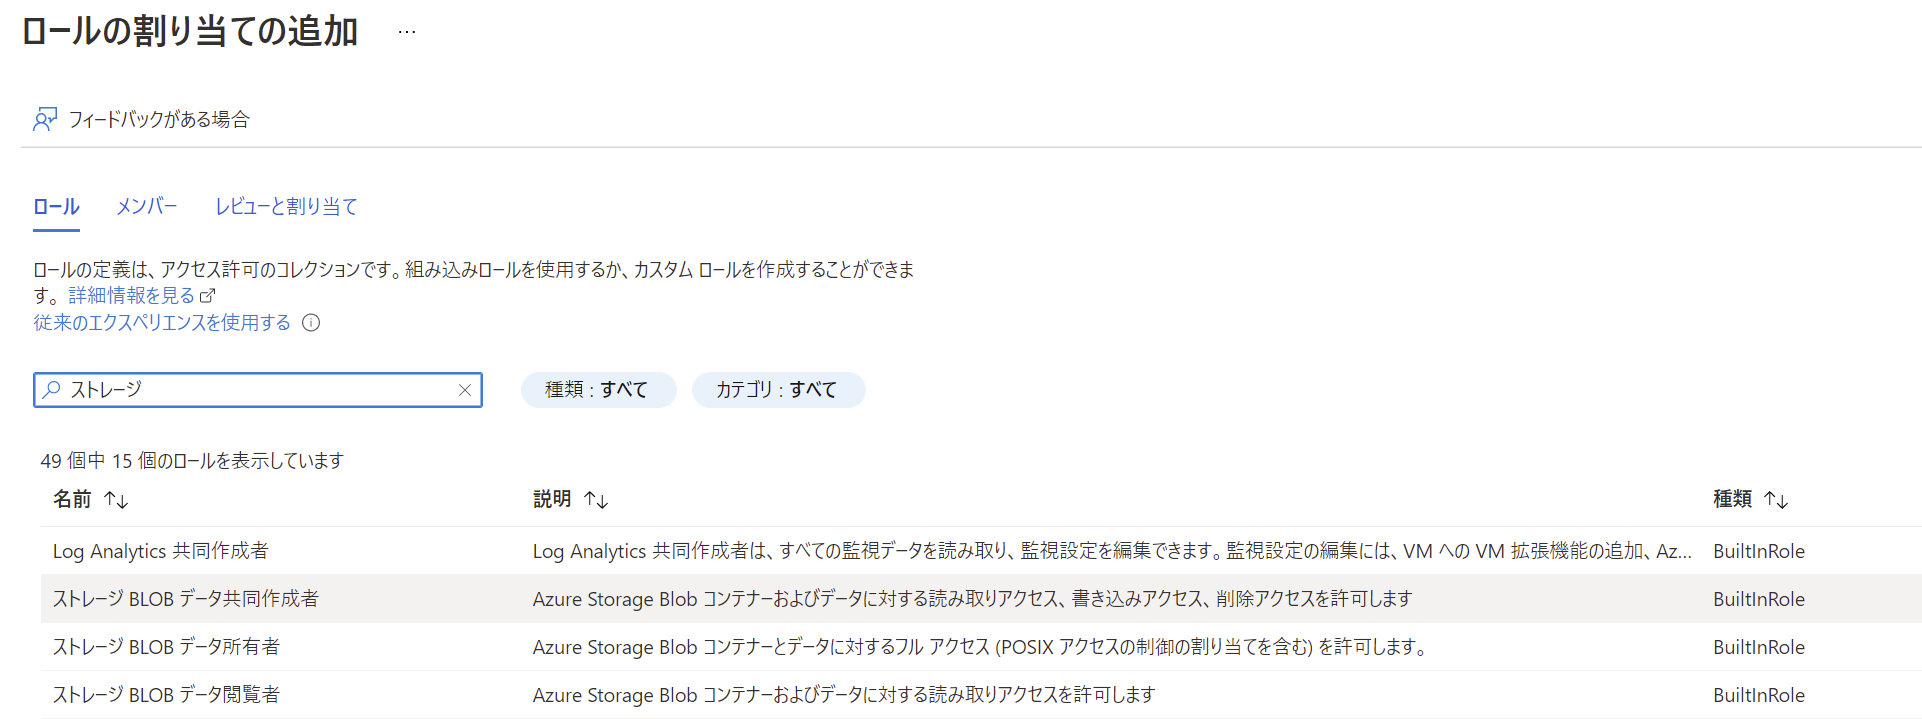 ロールの割り当ての追加 …
フィードバックがある場合
ロール メンバー レビューと割り当て
ロールの定義は、アクセス許可のコレクションです。組み込みロールを使用するか、カスタム ロールを作成することができま
す。 詳細情報を見る
従来のエクスペリエンスを使用する
ストレージ 種類 : すべて カテゴリ : すべて
49 個中 15 個のロールを表示しています
名前 ↑↓ 説明 ↑↓ 種類 ↑↓
Log Analytics 共同作成者 Log Analytics 共同作成者は、すべての監視データを読み取り、監視設定を編集できます。監視設定の編集には、VM への VM 拡張機能の追加、Az... BuiltInRole
ストレージ BLOB データ共同作成者 Azure Storage Blob コンテナーおよびデータに対する読み取りアクセス、書き込みアクセス、削除アクセスを許可します BuiltInRole
ストレージ BLOB データ所有者 Azure Storage Blob コンテナーとデータに対するフル アクセス (POSIX アクセスの制御の割り当てを含む) を許可します。 BuiltInRole
ストレージ BLOB データ閲覧者 Azure Storage Blob コンテナーおよびデータに対する読み取りアクセスを許可します BuiltInRole